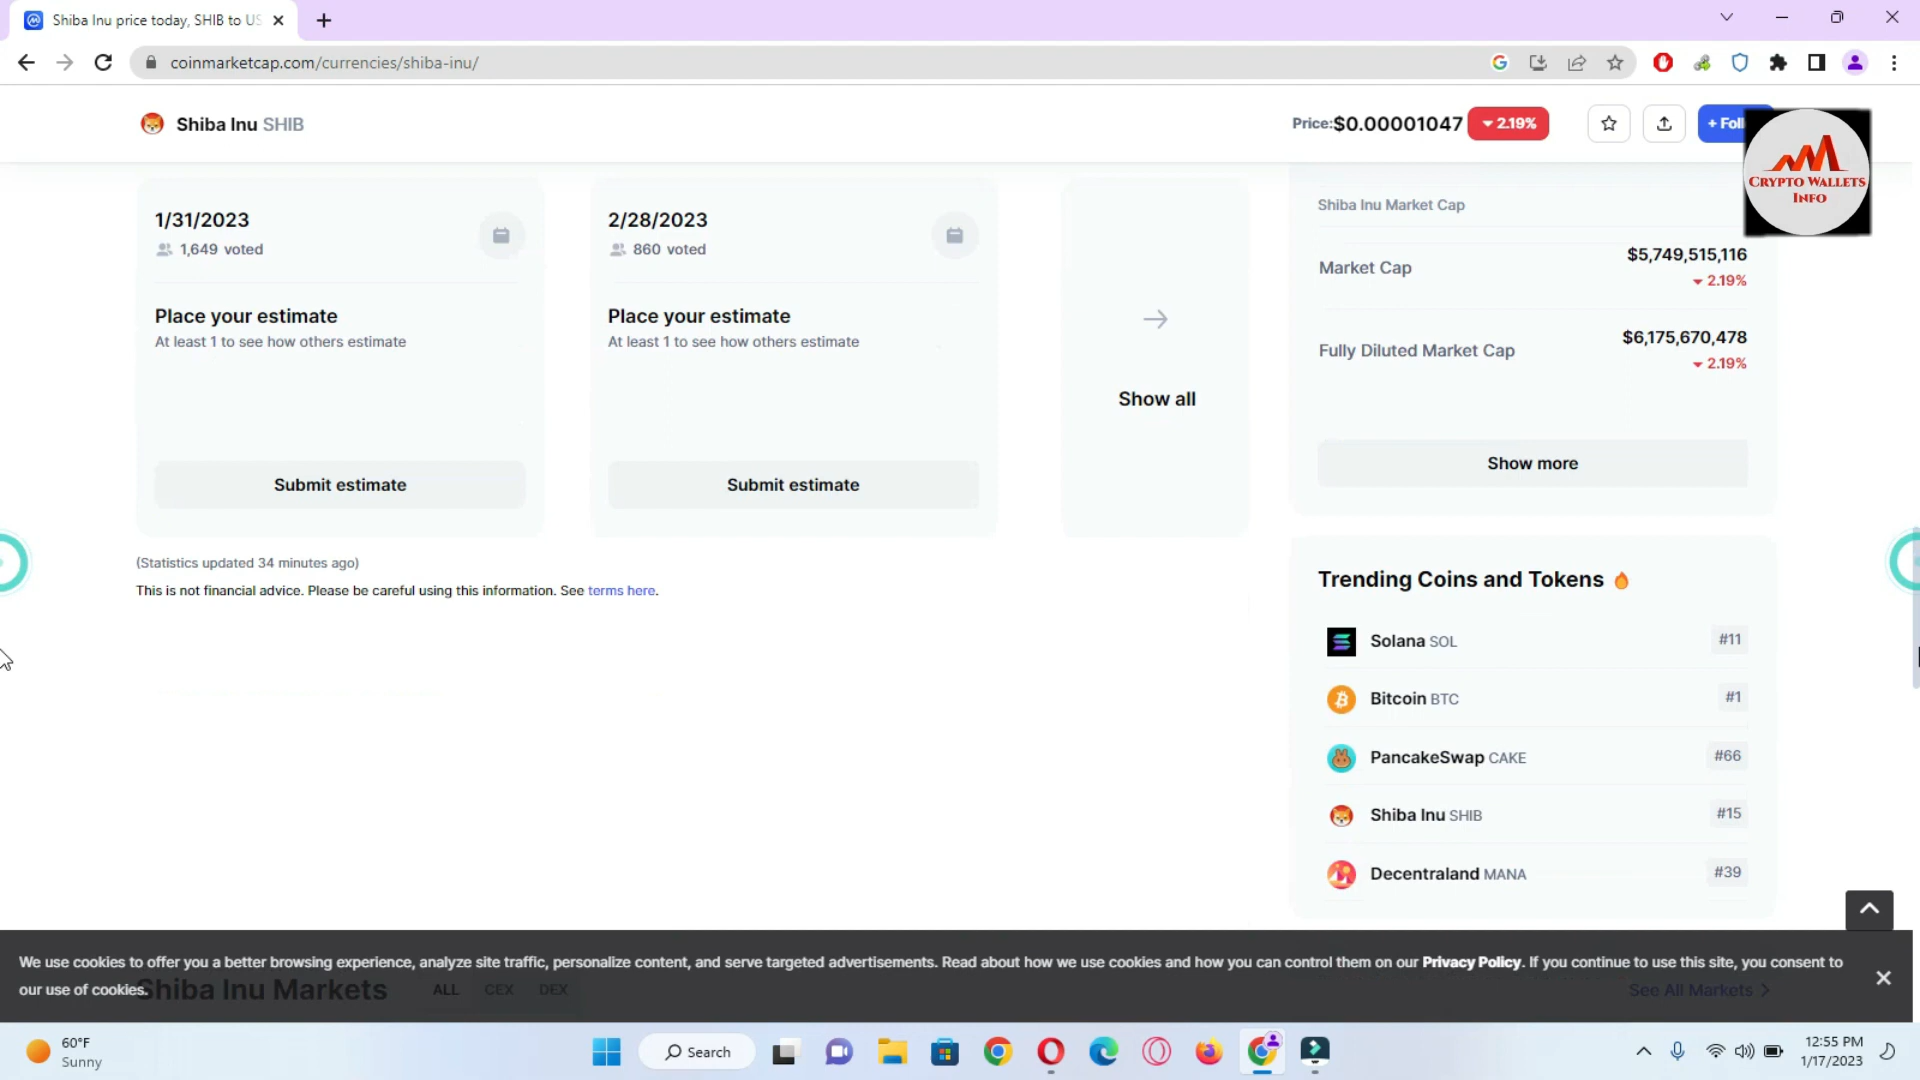 Shiba Inu price today, SHIB to US
coinmarketcap.com/currencies/shiba-inu/
Shiba Inu SHIB
Price:$0.00001047 2.19%
+ Foll
CRYPTO WALLETS
INFO
1/31/2023
1,649 voted
Place your estimate
At least 1 to see how others estimate
Submit estimate
2/28/2023
860 voted
Place your estimate
At least 1 to see how others estimate
Submit estimate
Show all
(Statistics updated 34 minutes ago)
This is not financial advice. Please be careful using this information. See terms here.
Shiba Inu Market Cap
Market Cap $5,749,515,116
2.19%
Fully Diluted Market Cap $6,175,670,478
2.19%
Show more
Trending Coins and Tokens
Solana SOL #11
Bitcoin BTC #1
PancakeSwap CAKE #66
Shiba Inu SHIB #15
Decentraland MANA #39
We use cookies to offer you a better browsing experience, analyze site traffic, personalize content, and serve targeted advertisements. Read about how we use cookies and how you can control them on our Privacy Policy. If you continue to use this site, you consent to
our use of cookies.
Shiba Inu Markets ALL CEX DEX See All Markets
60°F
Sunny
Search
12:55 PM
1/17/2023